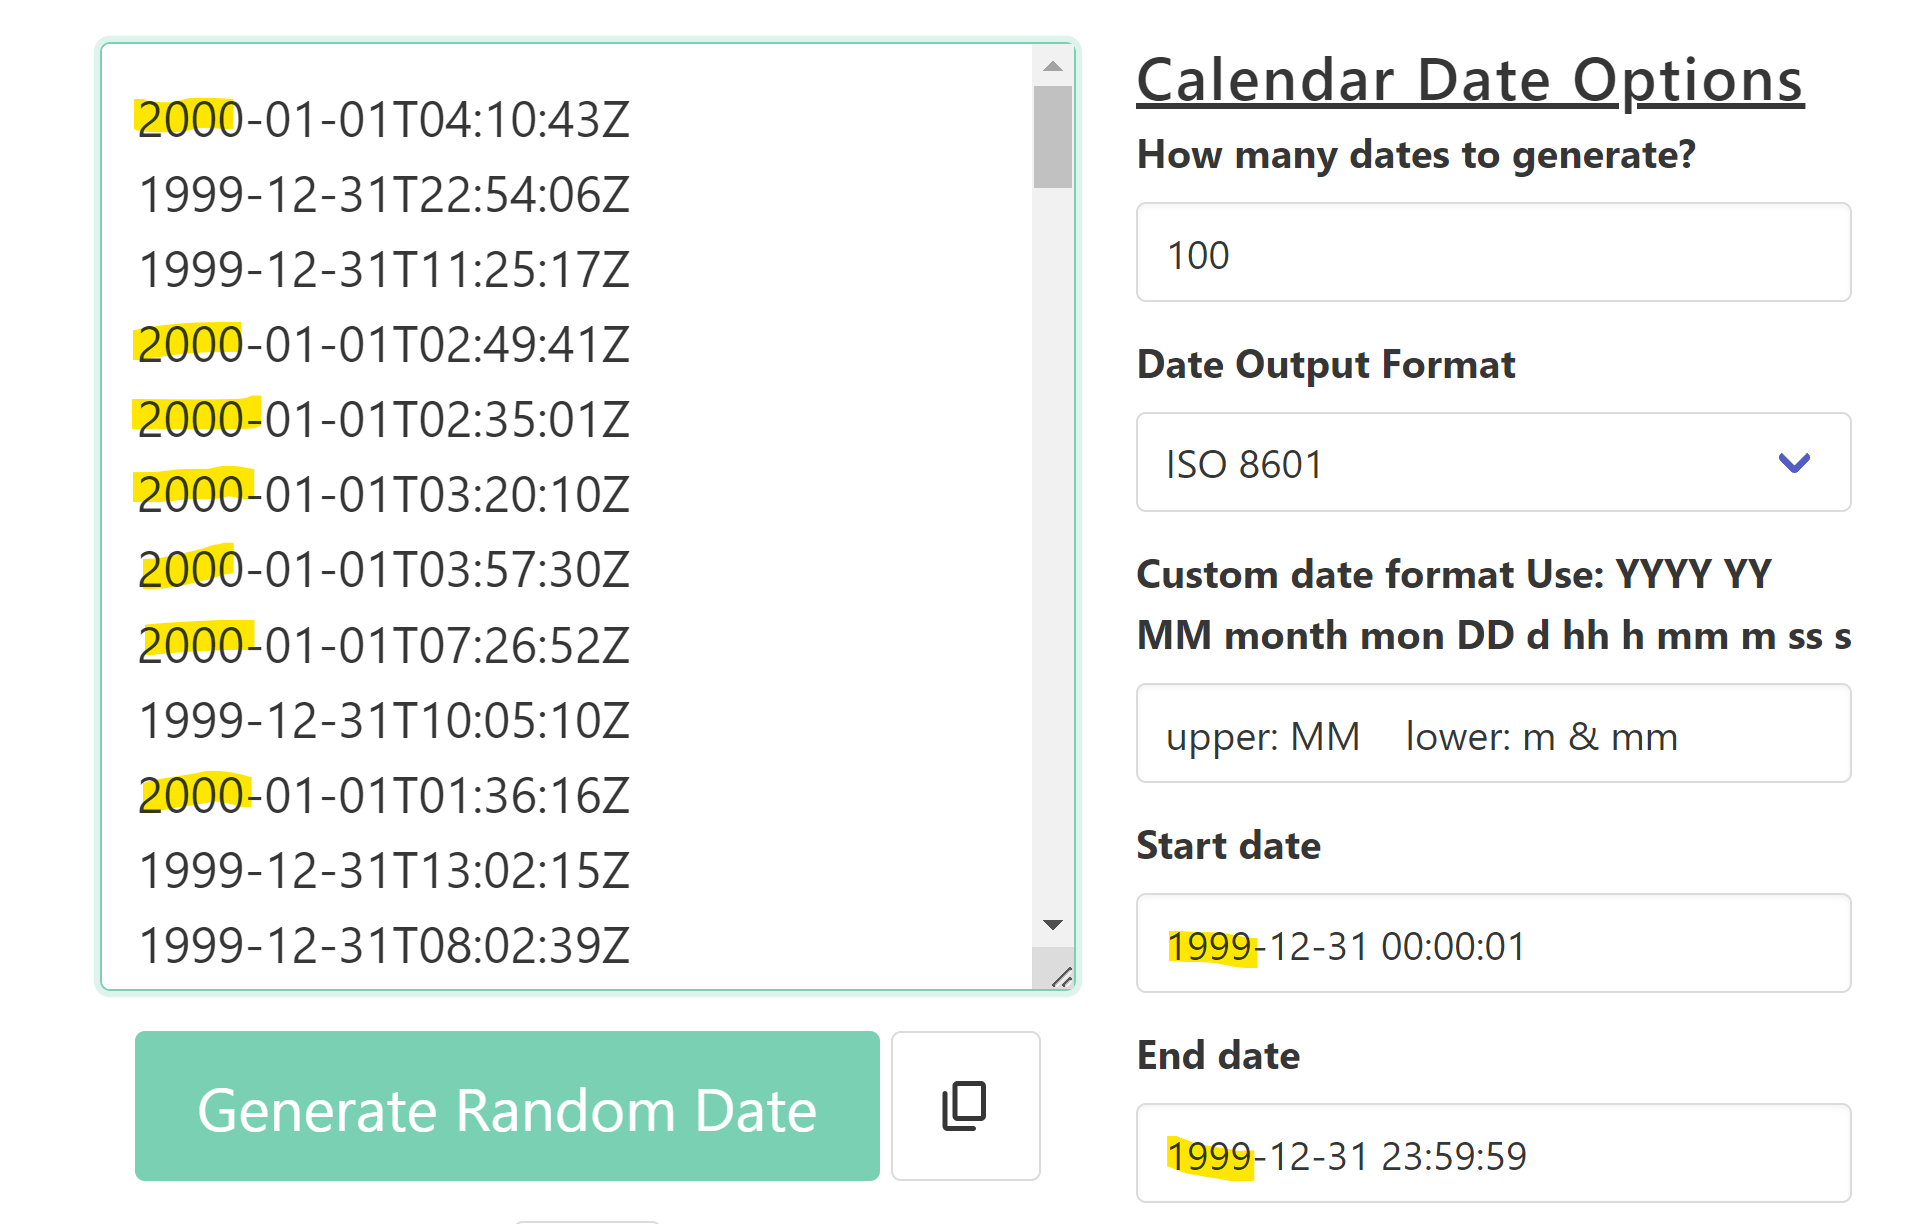 2000-01-01T04:10:43Z
1999-12-31T22:54:06Z
1999-12-31T11:25:17Z
2000-01-01T02:49:41Z
2000-01-01T02:35:01Z
2000-01-01T03:20:10Z
2000-01-01T03:57:30Z
2000-01-01T07:26:52Z
1999-12-31T10:05:10Z
2000-01-01T01:36:16Z
1999-12-31T13:02:15Z
1999-12-31T08:02:39Z
Generate Random Date
Calendar Date Options
How many dates to generate?
100
Date Output Format
ISO 8601
Custom date format Use: YYYY YY
MM month mon DD d hh h mm m ss s
upper: MM    lower: m & mm
Start date
1999-12-31 00:00:01
End date
1999-12-31 23:59:59